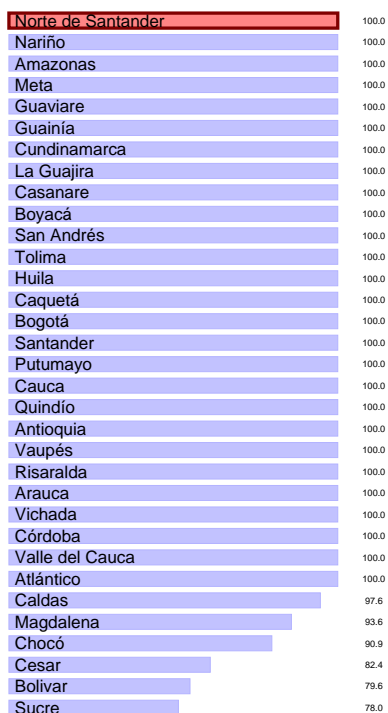 Norte de Santander 100.0
Nariño 100.0
Amazonas 100.0
Meta 100.0
Guaviare 100.0
Guainía 100.0
Cundinamarca 100.0
La Guajira 100.0
Casanare 100.0
Boyacá 100.0
San Andrés 100.0
Tolima 100.0
Huila 100.0
Caquetá 100.0
Bogotá 100.0
Santander 100.0
Putumayo 100.0
Cauca 100.0
Quindío 100.0
Antioquia 100.0
Vaupés 100.0
Risaralda 100.0
Arauca 100.0
Vichada 100.0
Córdoba 100.0
Valle del Cauca 100.0
Atlántico 100.0
Caldas 97.6
Magdalena 93.6
Chocó 90.9
Cesar 82.4
Bolivar 79.6
Sucre 78.0